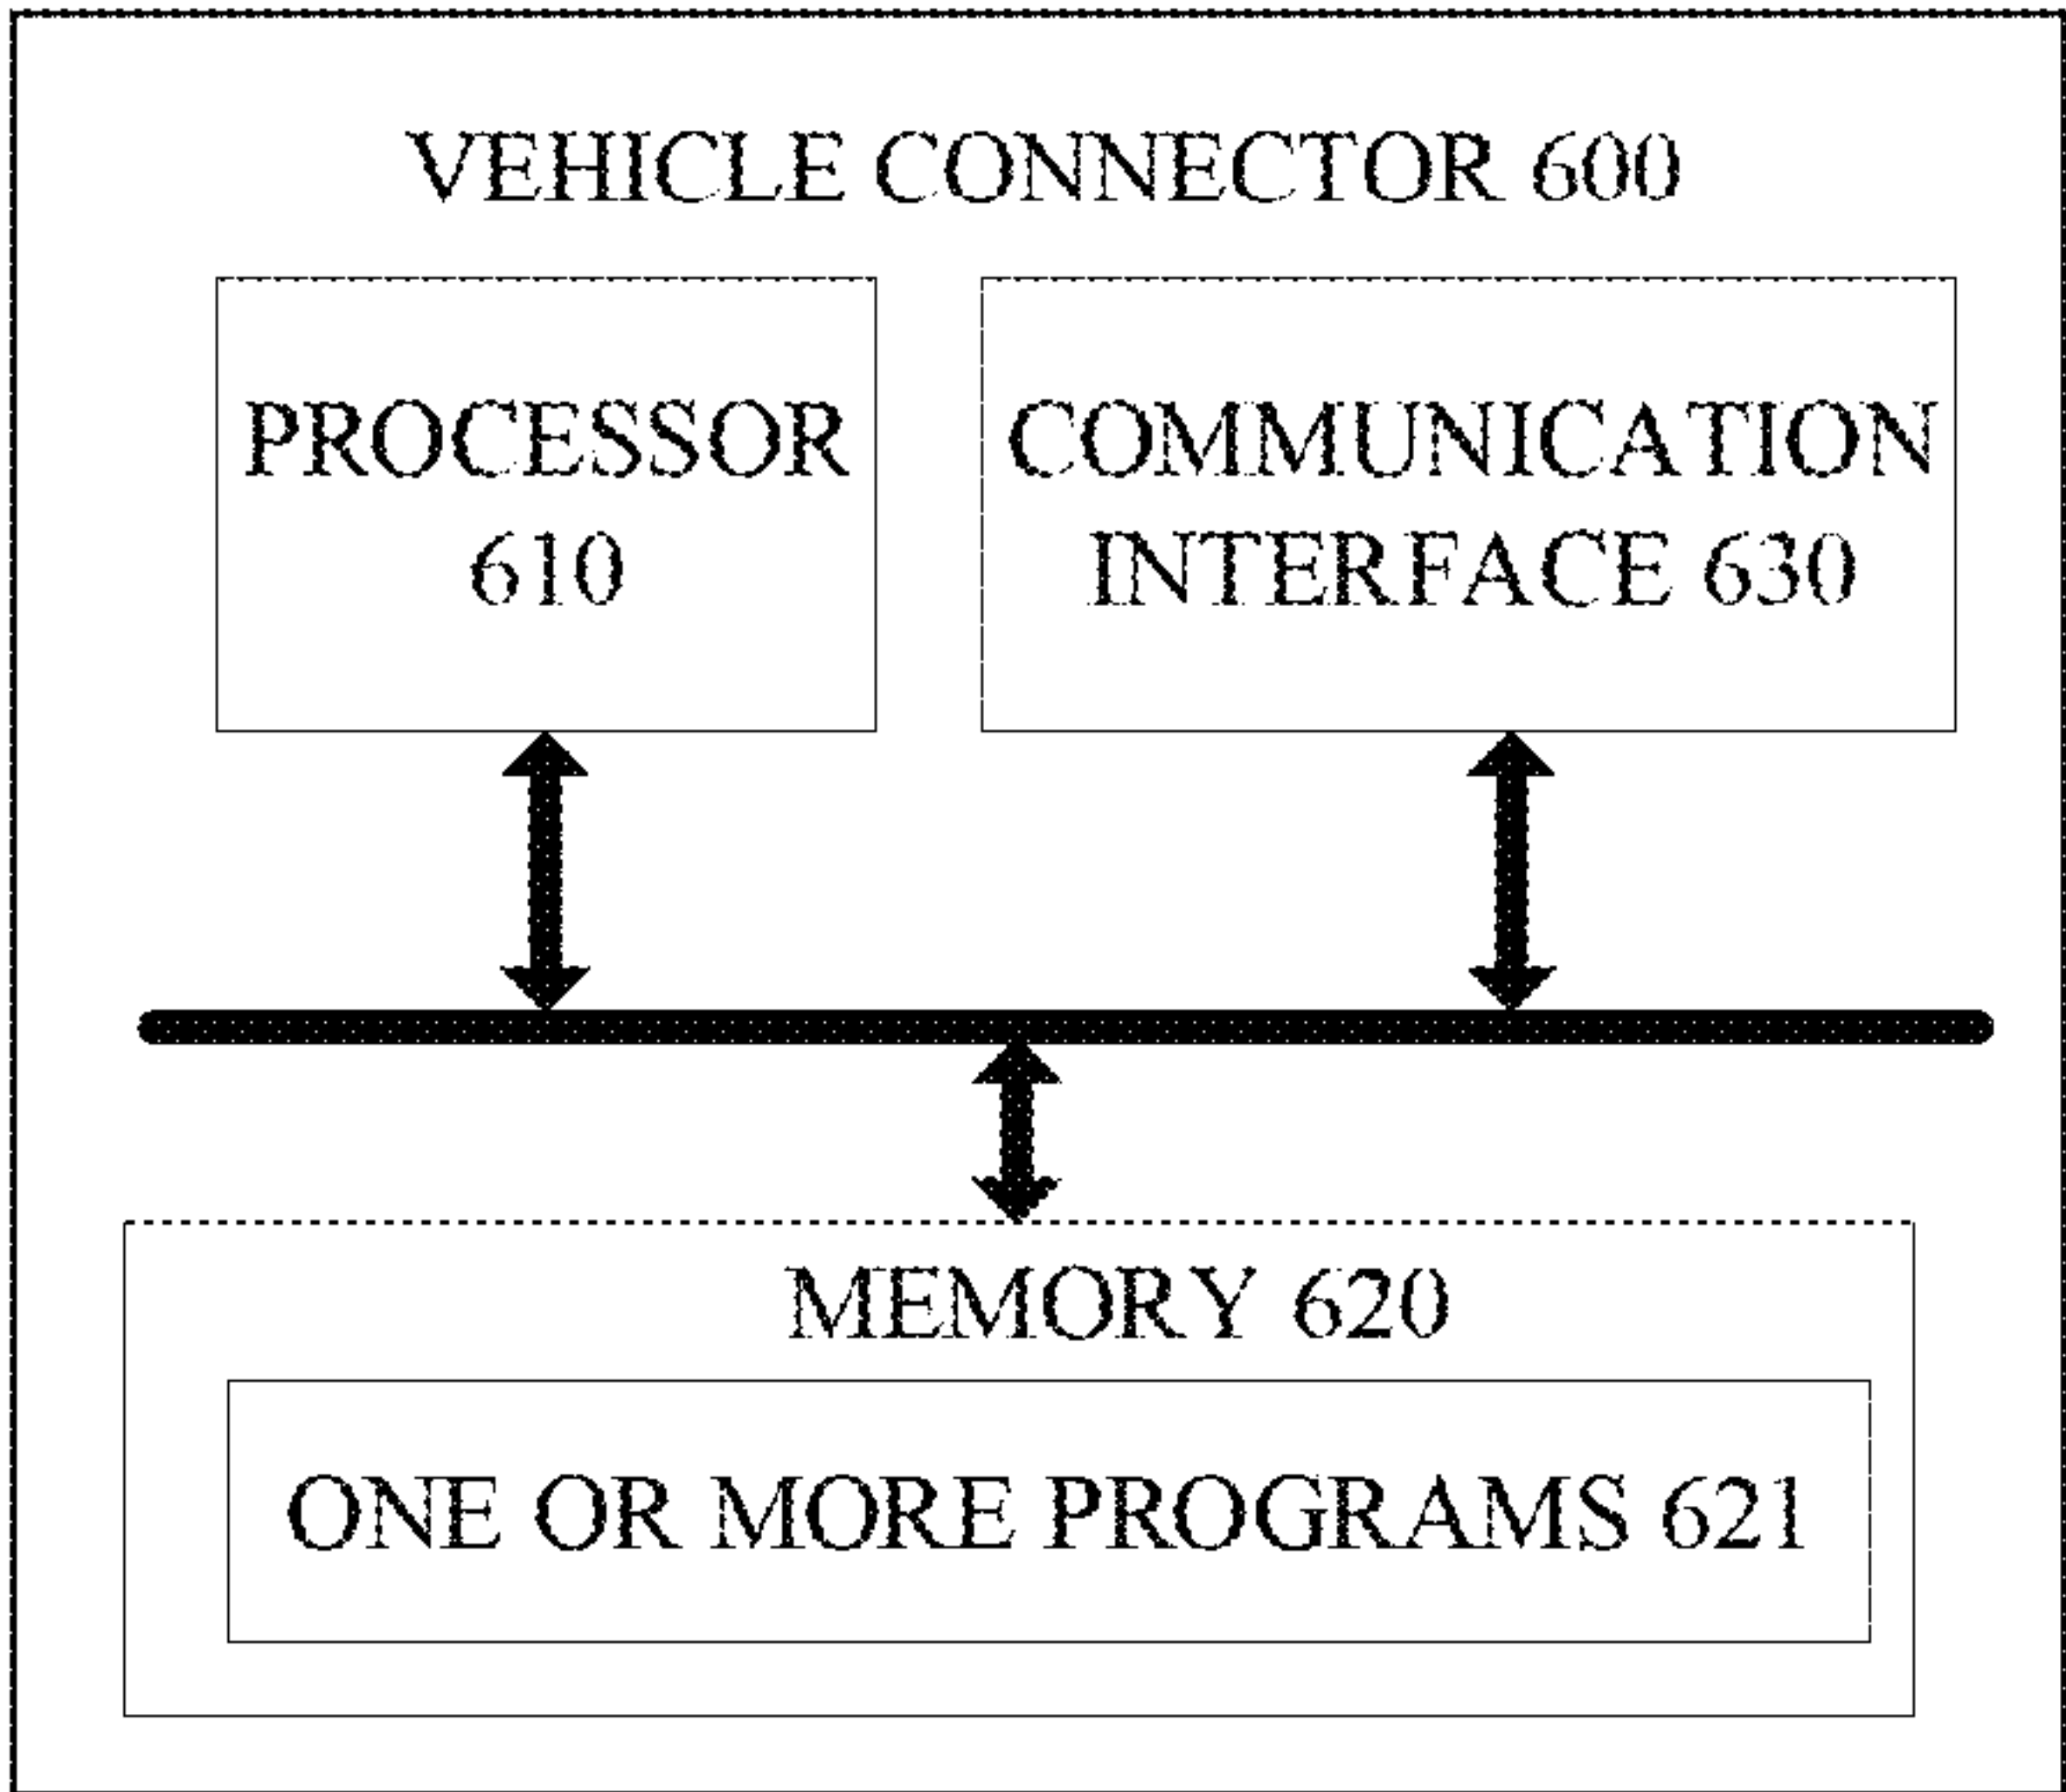 VEHICLE CONNECTOR 600
PROCESSOR
610
COMMUNICATION
INTERFACE 630
MEMORY 620
ONE OR MORE PROGRAMS 621